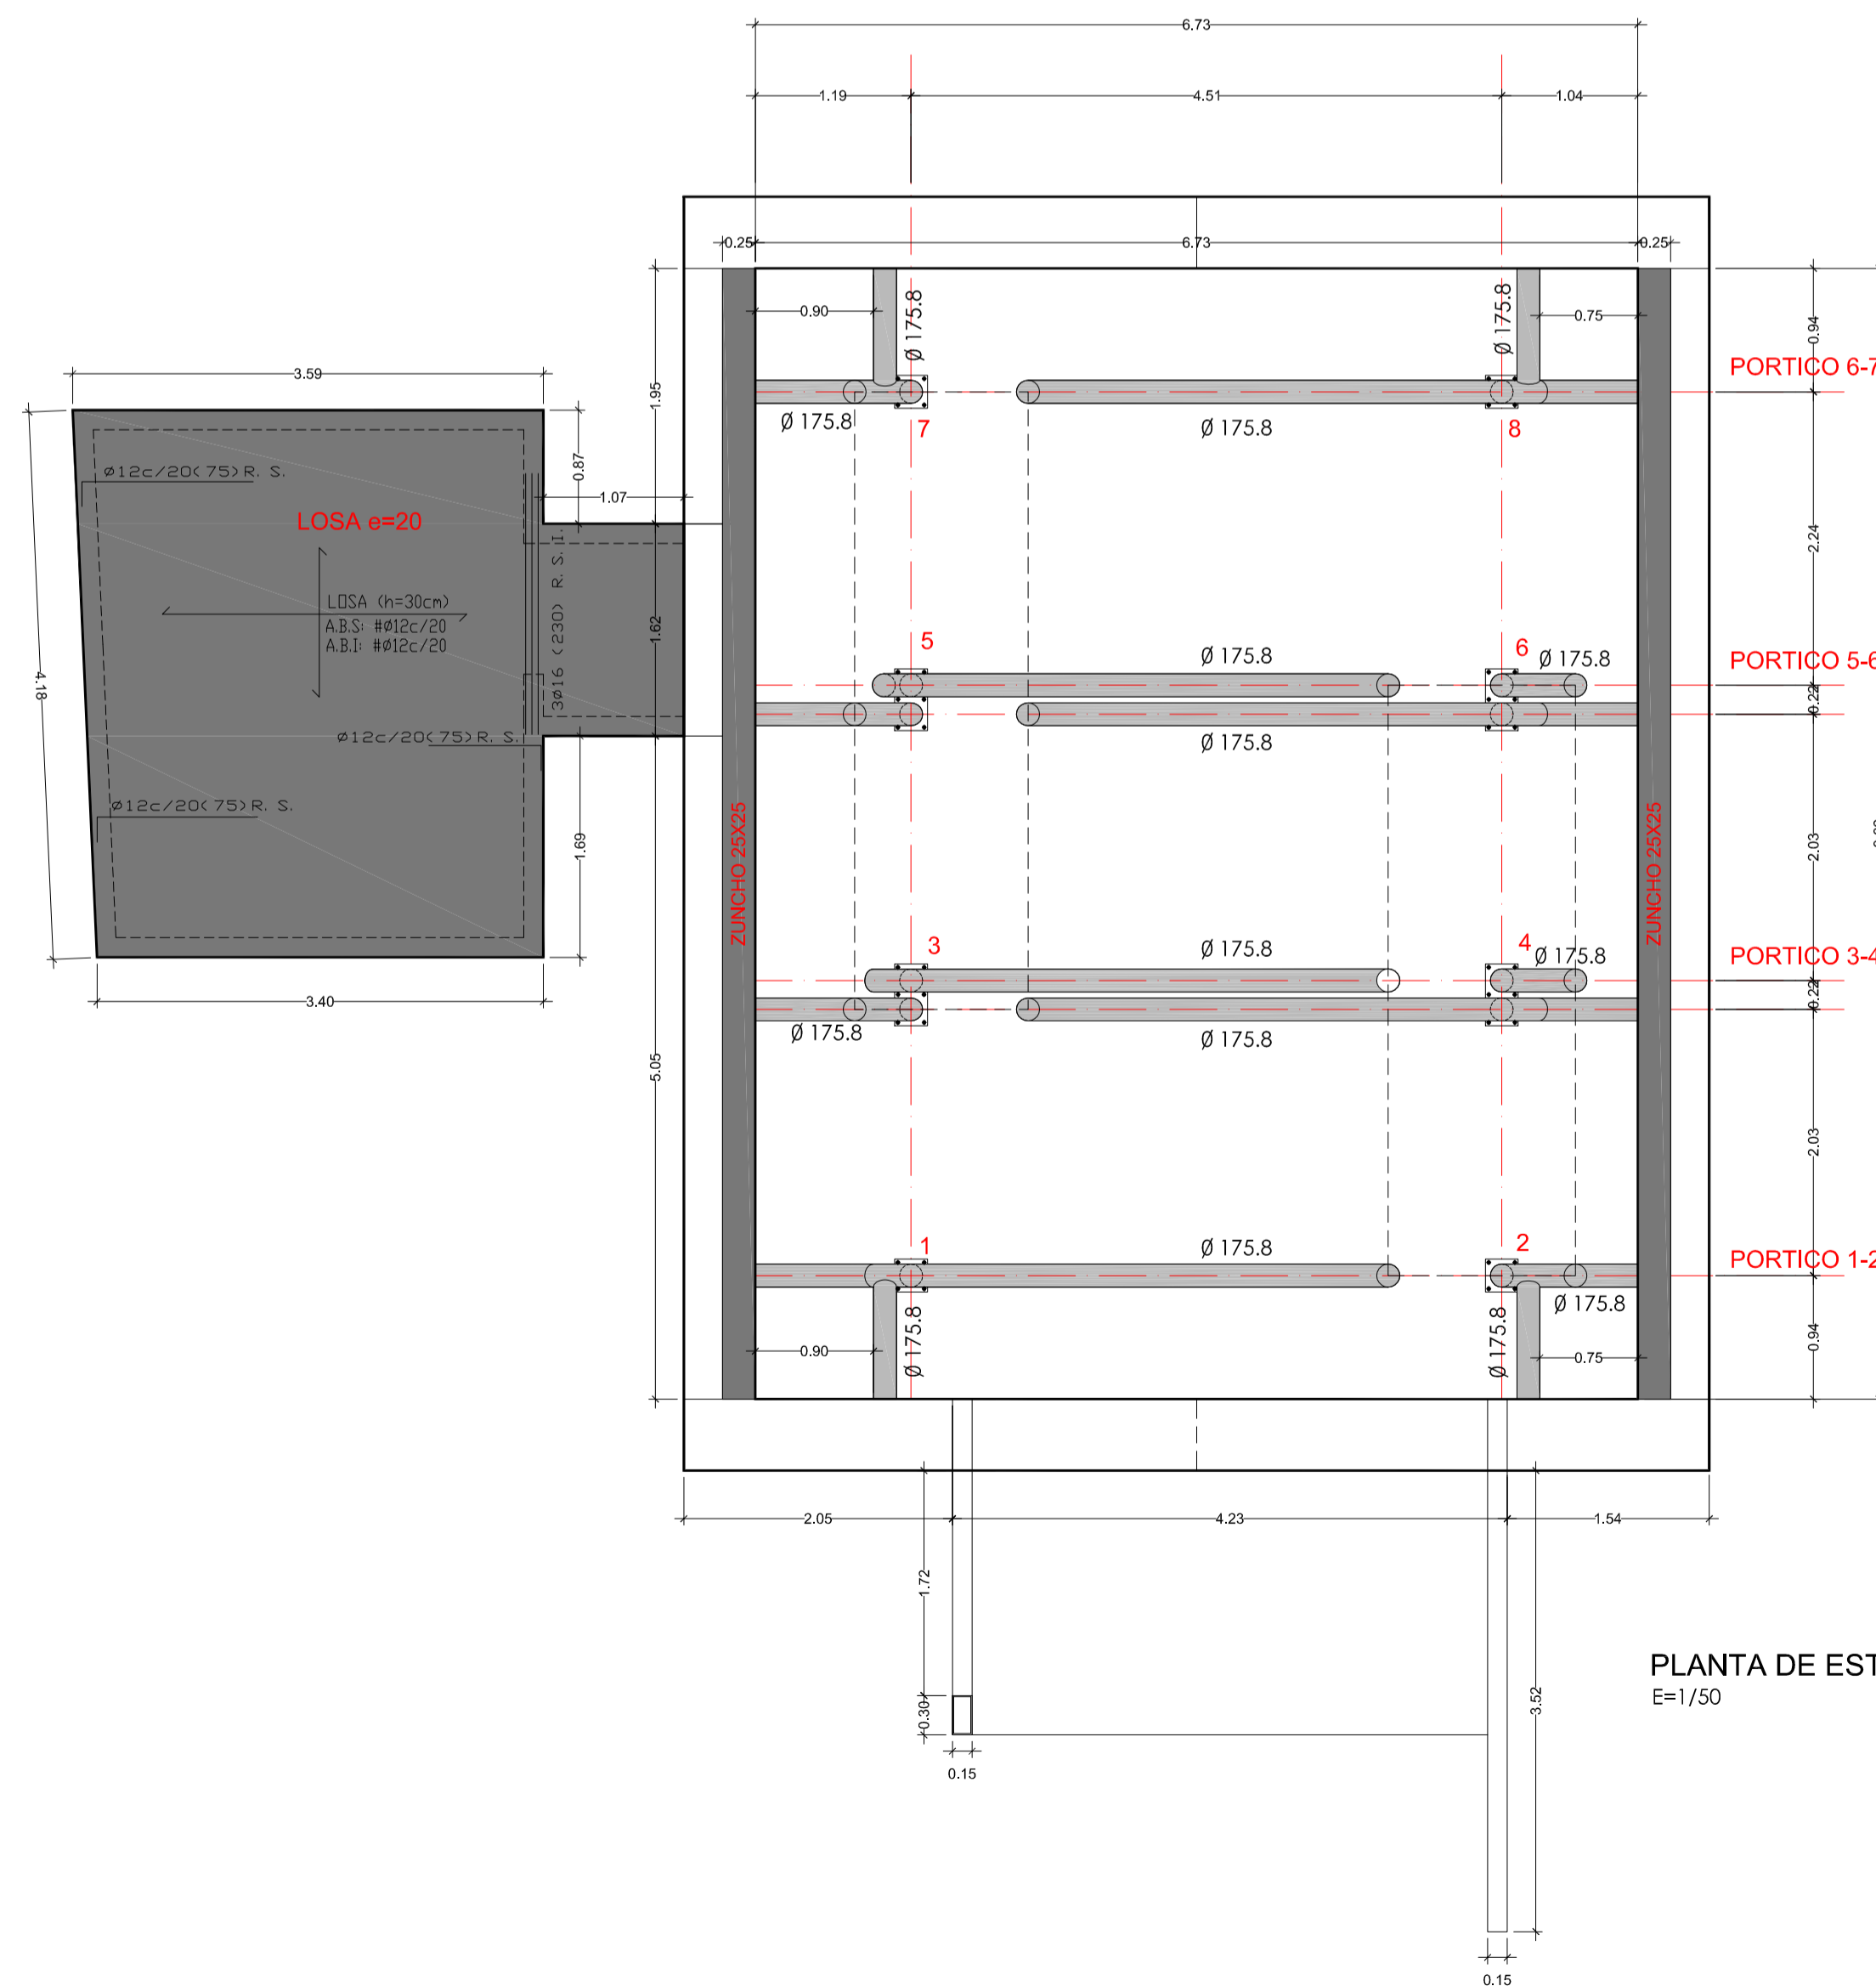 6.73
1.19
4.51
1.04
0.25
6.73
0.25
0.90
Ø 175.8
Ø 175.8
0.75
0.94
PORTICO 6-7
3.59
1.95
Ø 175.8
7
Ø 175.8
8
0.87
Ø12c/20(75)R. S.
1.07
LOSA e=20
2.24
3Ø16 (230) R. S. I.
LOSA (h=30cm)
A.B.S: #Ø12c/20
A.B.I: #Ø12c/20
1.62
5
Ø 175.8
6
Ø 175.8
PORTICO 5-6
4.18
0.22
Ø12c/20(75)R. S.
Ø 175.8
Ø12c/20(75)R. S.
1.69
ZUNCHO 25X25
ZUNCHO 25X25
2.03
3
Ø 175.8
4
Ø 175.8
PORTICO 3-4
0.22
3.40
Ø 175.8
Ø 175.8
5.05
2.03
1
Ø 175.8
2
PORTICO 1-2
Ø 175.8
0.90
Ø 175.8
Ø 175.8
0.75
0.94
2.05
4.23
1.54
1.72
0.30
0.15
3.52
0.15
PLANTA DE EST
E=1/50